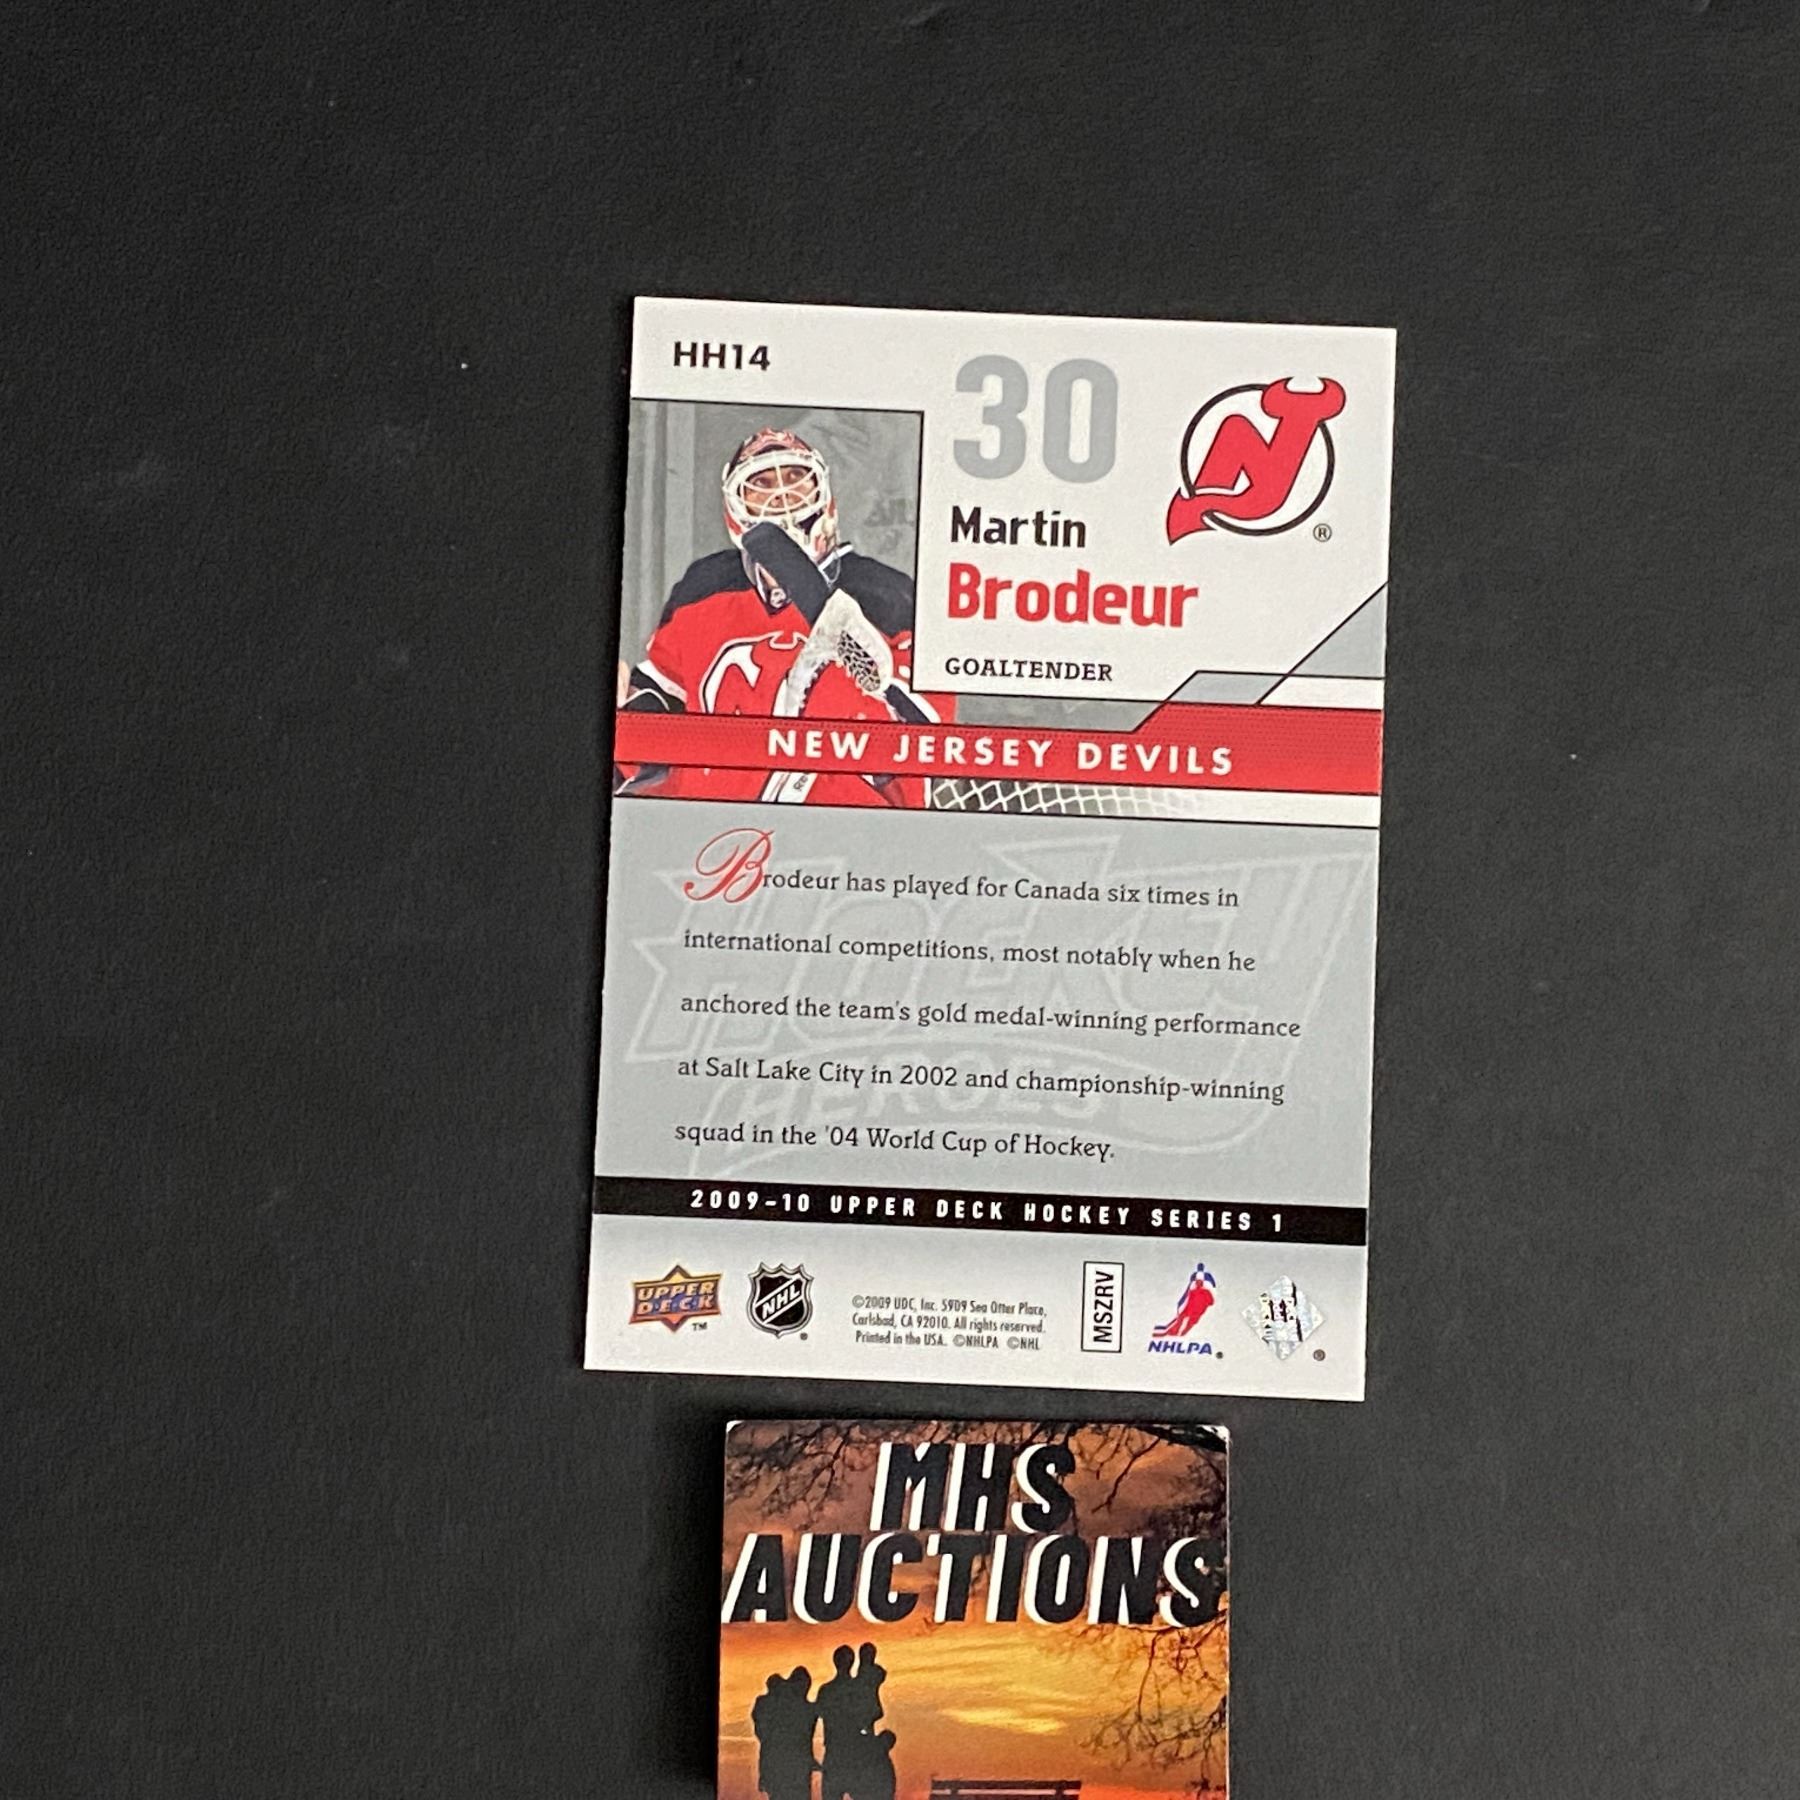 HH14
30
Martin
Brodeur
GOALTENDER
®
NEW JERSEY DEVILS
Brodeur has played for Canada six times in
international competitions, most notably when he
anchored the team's gold medal-winning performance
at Salt Lake City in 2002 and championship-winning
squad in the '04 World Cup of Hockey.
HOCKEY
HEROES
2009-10 UPPER DECK HOCKEY SERIES 1
UPPER
DECK
TM
NHL
©2009 UDC, Inc. 5909 Sea Otter Place,
Carlsbad, CA 92010. All rights reserved.
Printed in the USA. ©NHLPA ©NHL
MSZRV
NHLPA
MHS
AUCTIONS